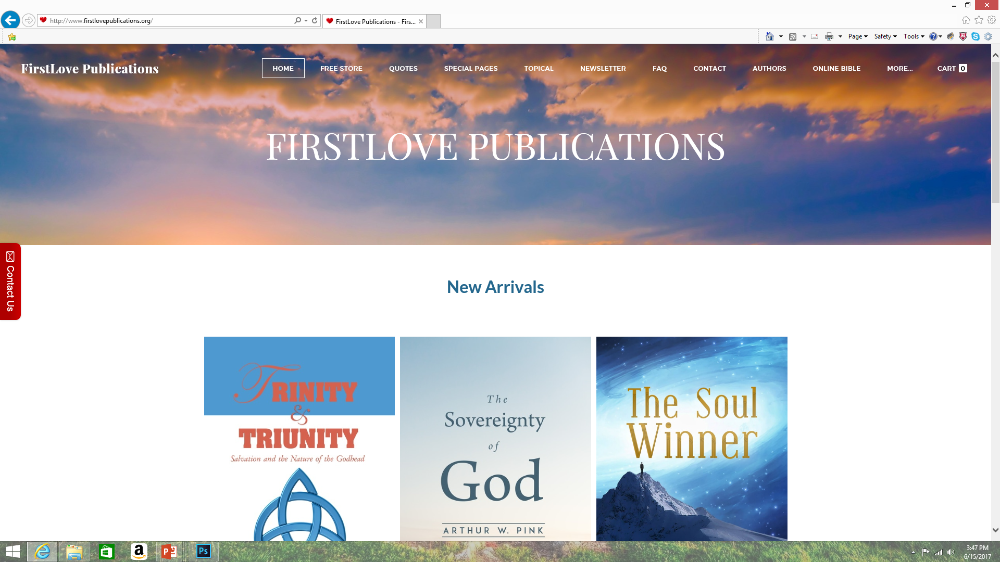 http://www.firstlovepublications.org/
FirstLove Publications - Firs...
Page
Safety
Tools
FirstLove Publications
HOME
FREE STORE
QUOTES
SPECIAL PAGES
TOPICAL
NEWSLETTER
FAQ
CONTACT
AUTHORS
ONLINE BIBLE
MORE...
CART 0
FIRSTLOVE PUBLICATIONS
Contact Us
New Arrivals
TRINITY
&
TRIUNITY
Salvation and the Nature of the Godhead
The
Sovereignty
of
God
ARTHUR W. PINK
The Soul
Winner
a
P
Ps
3:47 PM
6/15/2017